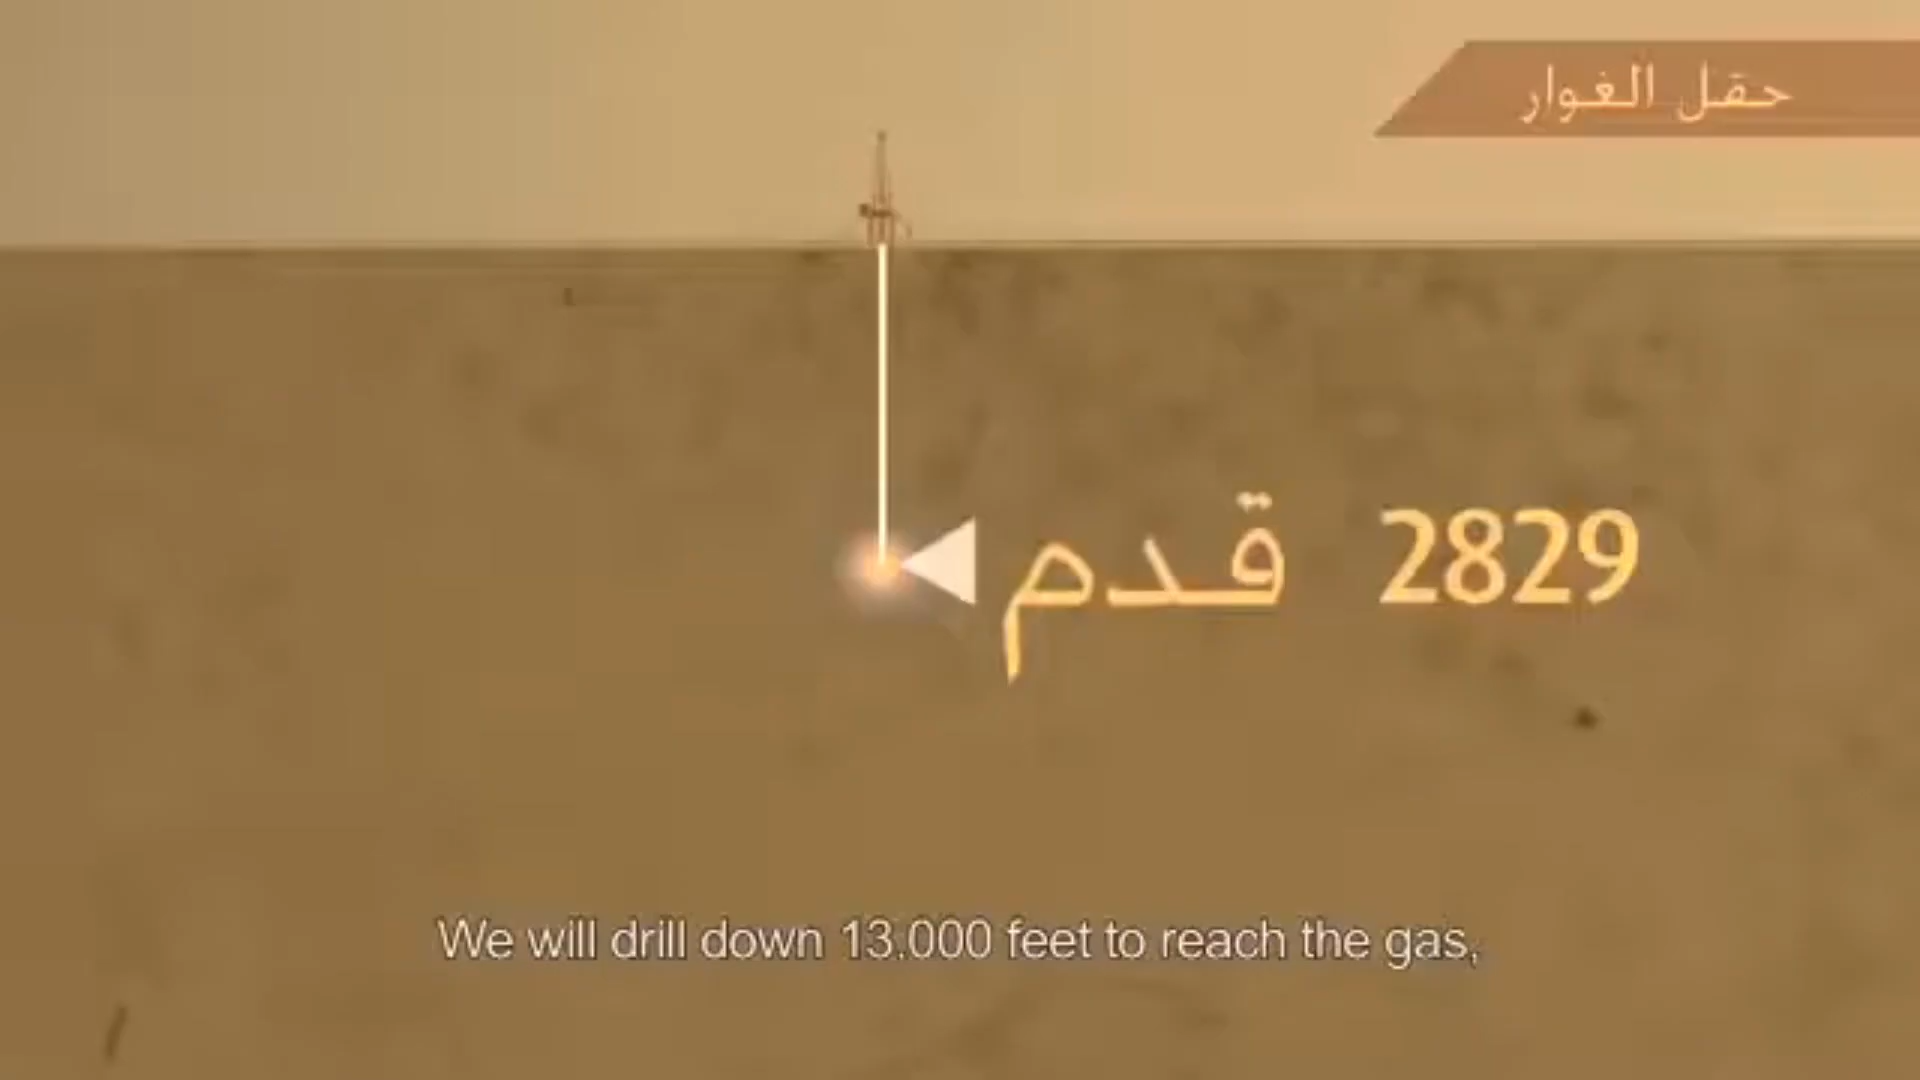 حقل الغوار
2829 قدم
We will drill down 13.000 feet to reach the gas,